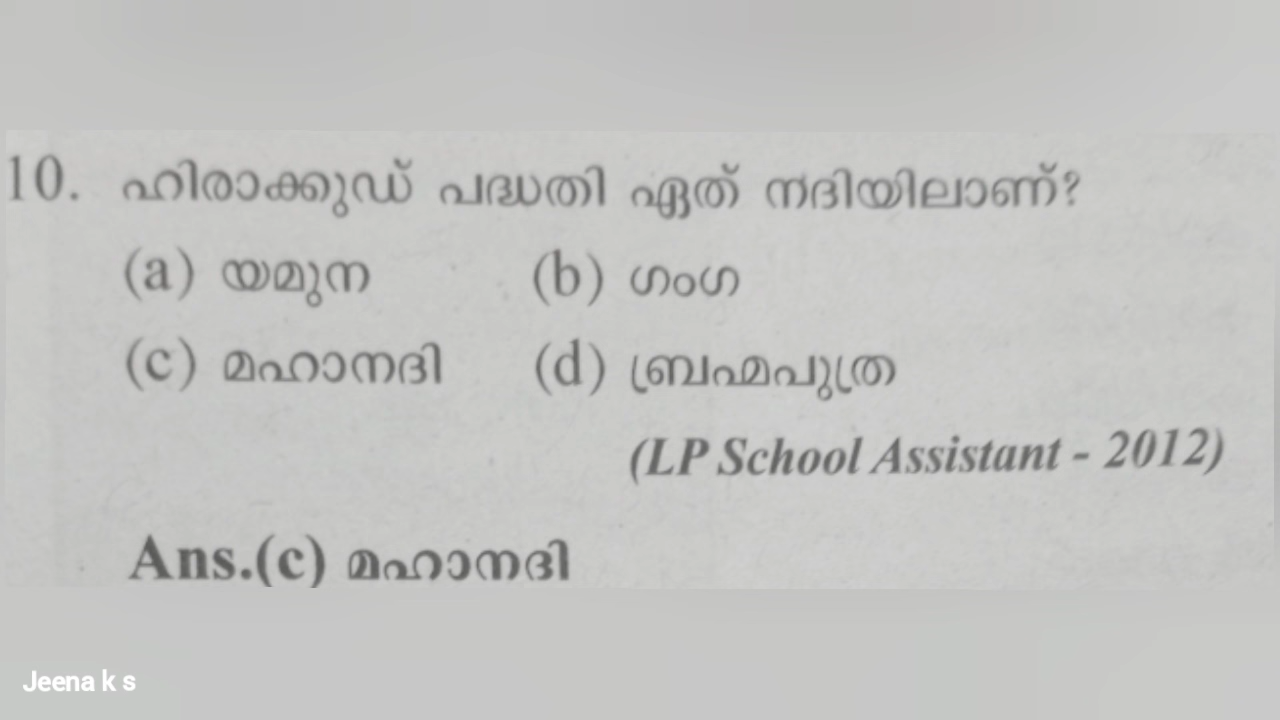 10. ഹിരാക്കുഡ് പദ്ധതി ഏത് നദിയിലാണ്?
(a) യമുന (b) ഗംഗ
(c) മഹാനദി (d) ബ്രഹ്മപുത്ര
(LP School Assistant - 2012)
Ans.(c) മഹാനദി
Jeena k s